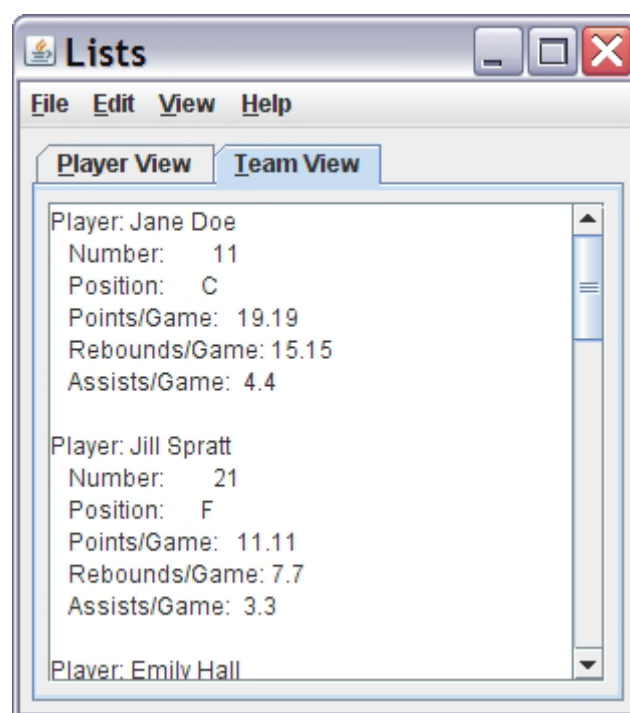 Lists
File Edit View Help
Player View Team View
Player: Jane Doe
Number: 11
Position: C
Points/Game: 19.19
Rebounds/Game: 15.15
Assists/Game: 4.4
Player: Jill Spratt
Number: 21
Position: F
Points/Game: 11.11
Rebounds/Game: 7.7
Assists/Game: 3.3
Player: Emily Hall